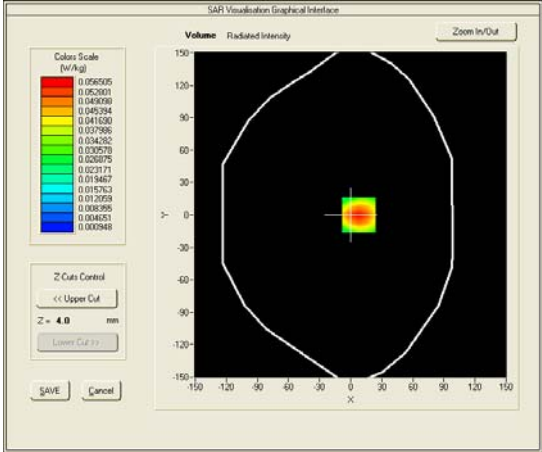 SAR Visualisation Graphical Interface
Volume Radiated Intensity
Zoom In/Out
Colors Scale
(W/kg)
0.056505
0.052801
0.049098
0.045394
0.041690
0.037986
0.034282
0.030578
0.026875
0.023171
0.019467
0.015763
0.012059
0.008355
0.004651
0.000948
Z Cuts Control
<< Upper Cut
Z = 4.0 mm
Lower Cut >>
SAVE
Cancel
150
120
90
60
30
0
-30
-60
-90
-120
-150
Y
-150 -120 -90 -60 -30 0 30 60 90 120 150
X